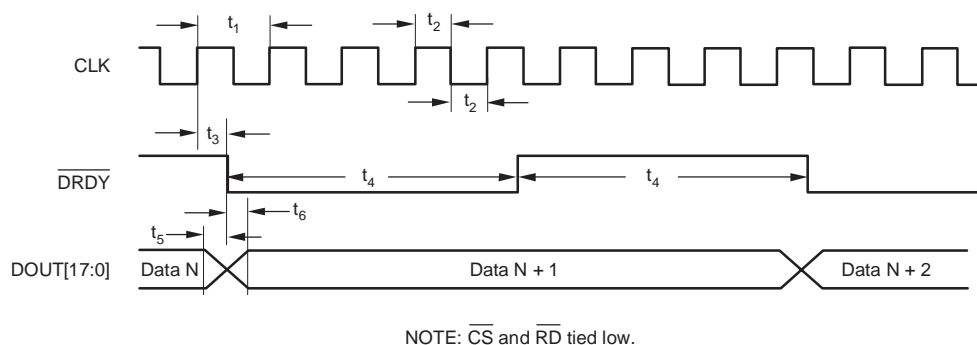 t1
t2
CLK
t2
t3
DRDY
t4
t4
t6
t5
DOUT[17:0]
Data N
Data N + 1
Data N + 2
NOTE: CS and RD tied low.